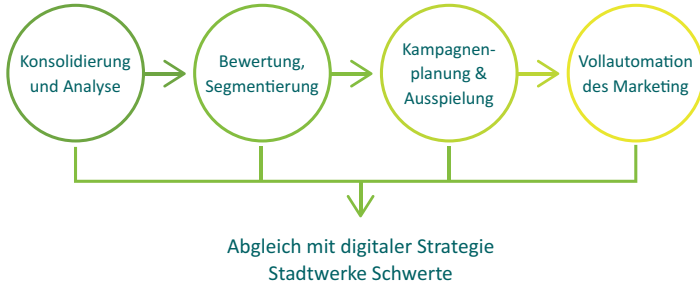 Konsolidierung
und Analyse
Bewertung,
Segmentierung
Kampagnen-
planung &
Ausspielung
Vollautomation
des Marketing
Abgleich mit digitaler Strategie
Stadtwerke Schwerte